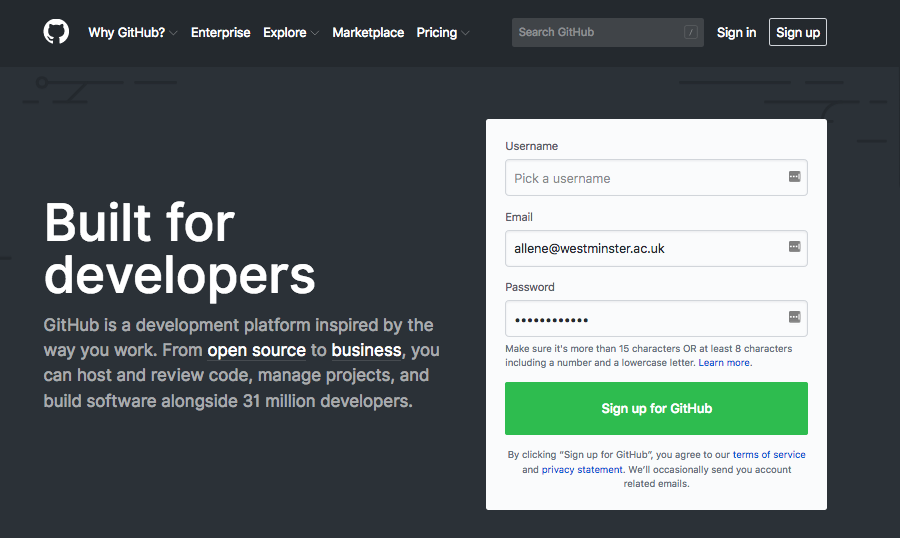 Why GitHub? Enterprise Explore Marketplace Pricing Search GitHub / Sign in Sign up
Built for
developers
GitHub is a development platform inspired by the
way you work. From open source to business, you
can host and review code, manage projects, and
build software alongside 31 million developers.
Username
Pick a username
Email
allene@westminster.ac.uk
Password
••••••••••••
Make sure it's more than 15 characters OR at least 8 characters
including a number and a lowercase letter. Learn more.
Sign up for GitHub
By clicking “Sign up for GitHub”, you agree to our terms of service
and privacy statement. We’ll occasionally send you account
related emails.